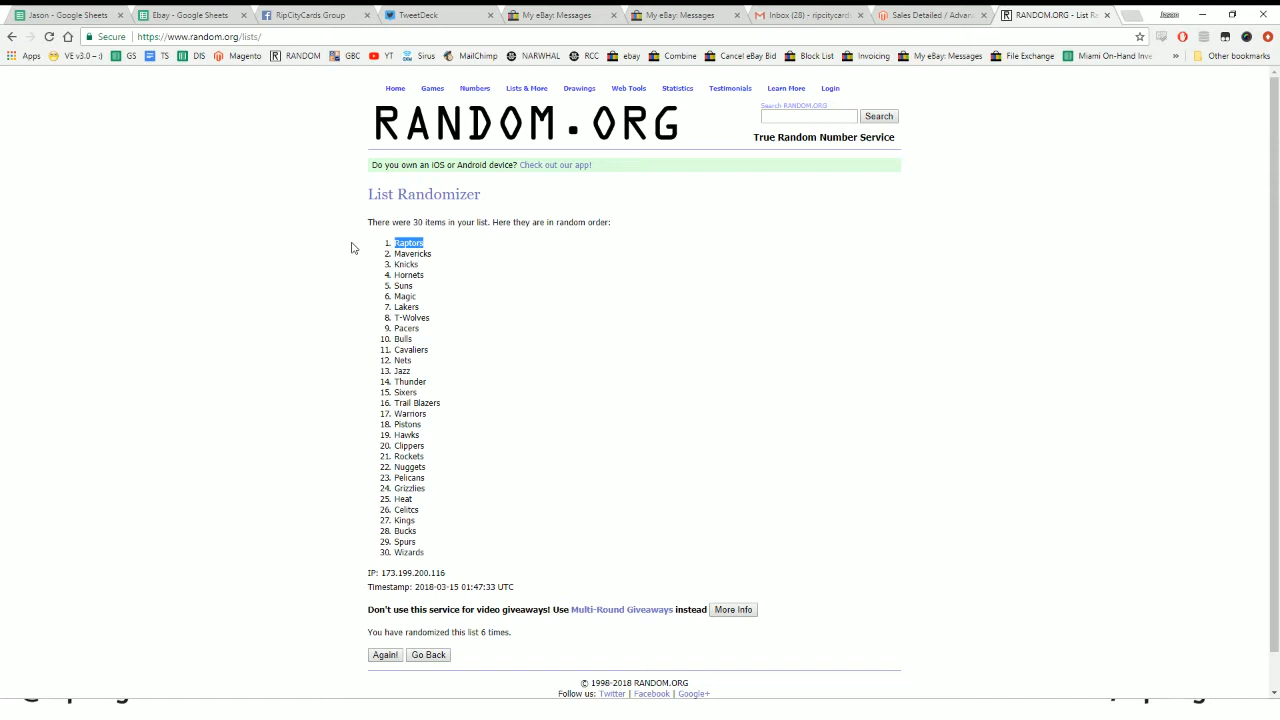 Jason - Google Sheets
Ebay - Google Sheets
RipCityCards Group
TweetDeck
My eBay: Messages
My eBay: Messages
Inbox (28) - ripcitycards
Sales Detailed / Advan
RANDOM.ORG - List Ra
Jason
Secure
https://www.random.org/lists/
Apps
VE v3.0 – :)
GS
TS
DIS
Magento
RANDOM
GBC
YT
Sirus
MailChimp
NARWHAL
RCC
ebay
Combine
Cancel eBay Bid
Block List
Invoicing
My eBay: Messages
File Exchange
Miami On-Hand Inve
»
Other bookmarks
Home Games Numbers Lists & More Drawings Web Tools Statistics Testimonials Learn More Login
RANDOM.ORG
Search RANDOM.ORG
Search
True Random Number Service
Do you own an iOS or Android device? Check out our app!
List Randomizer
There were 30 items in your list. Here they are in random order:
1. Raptors
2. Mavericks
3. Knicks
4. Hornets
5. Suns
6. Magic
7. Lakers
8. T-Wolves
9. Pacers
10. Bulls
11. Cavaliers
12. Nets
13. Jazz
14. Thunder
15. Sixers
16. Trail Blazers
17. Warriors
18. Pistons
19. Hawks
20. Clippers
21. Rockets
22. Nuggets
23. Pelicans
24. Grizzlies
25. Heat
26. Celitcs
27. Kings
28. Bucks
29. Spurs
30. Wizards
IP: 173.199.200.116
Timestamp: 2018-03-15 01:47:33 UTC
Don't use this service for video giveaways! Use Multi-Round Giveaways instead More Info
You have randomized this list 6 times.
Again! Go Back
© 1998-2018 RANDOM.ORG
Follow us: Twitter | Facebook | Google+